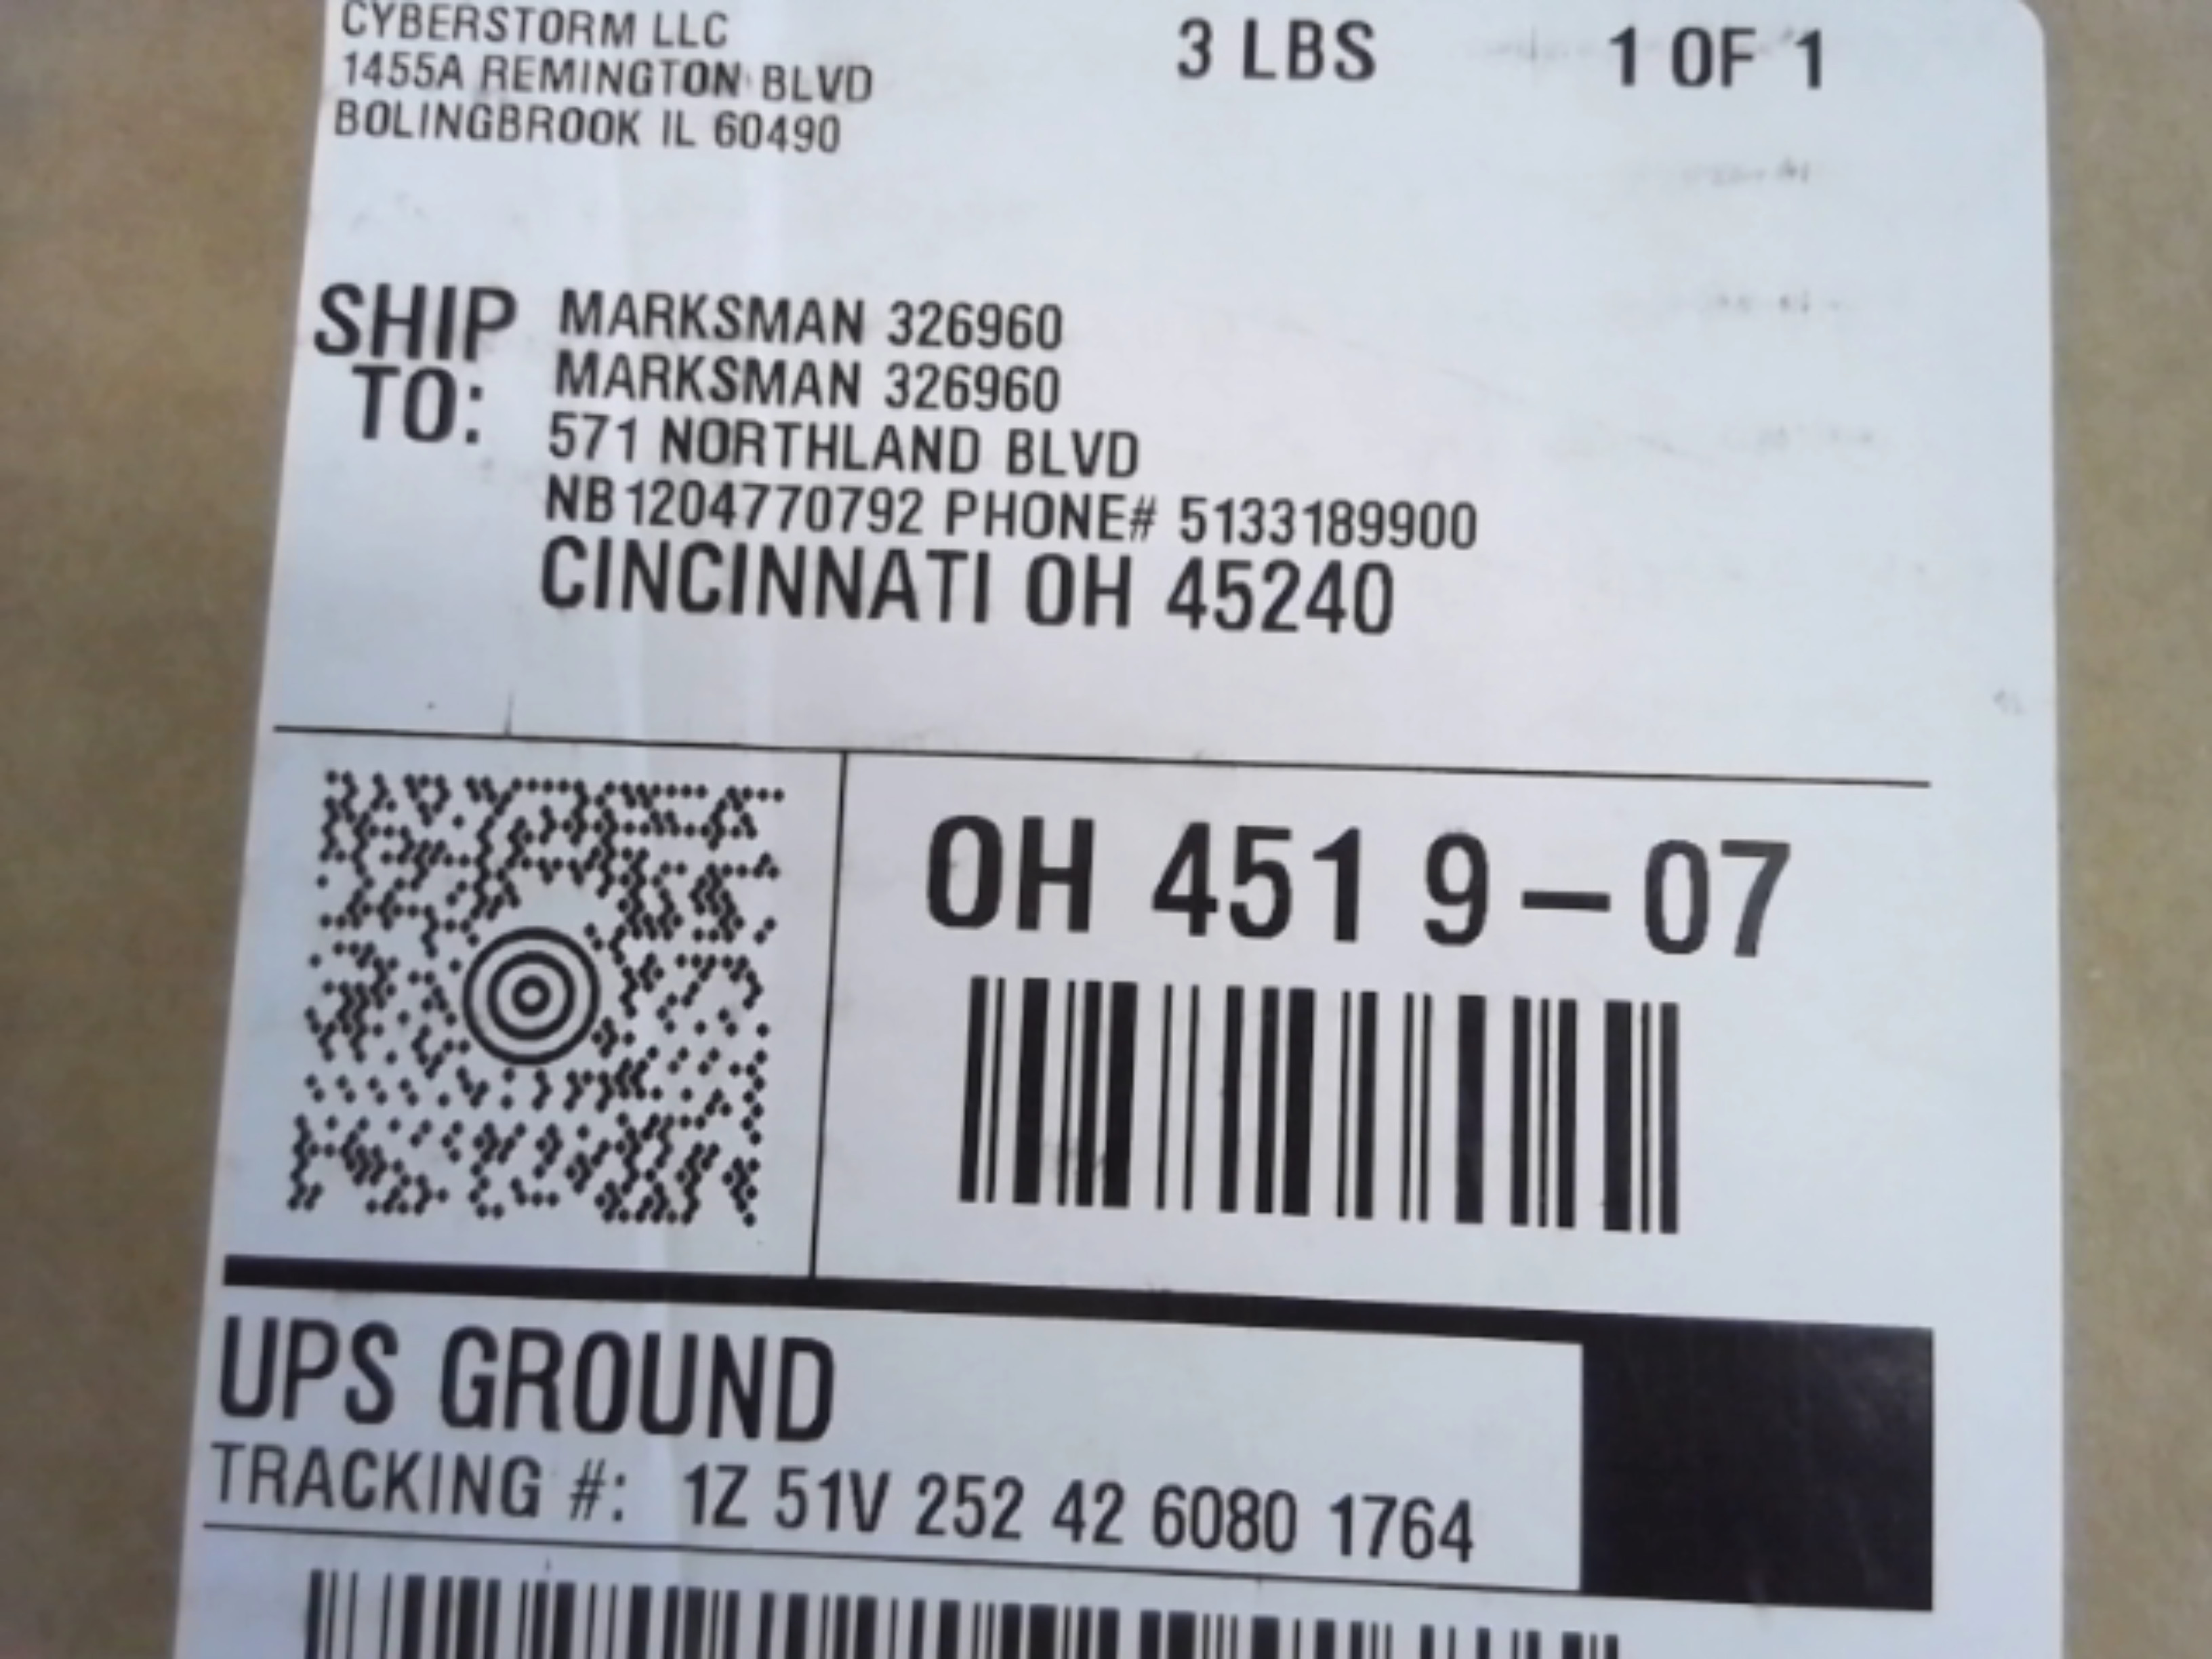 CYBERSTORM LLC
1455A REMINGTON BLVD
BOLINGBROOK IL 60490
3 LBS
1 OF 1
SHIP TO:
MARKSMAN 326960
MARKSMAN 326960
571 NORTHLAND BLVD
NB1204770792 PHONE# 5133189900
CINCINNATI OH 45240
OH 451 9-07
UPS GROUND
TRACKING #: 1Z 51V 252 42 6080 1764